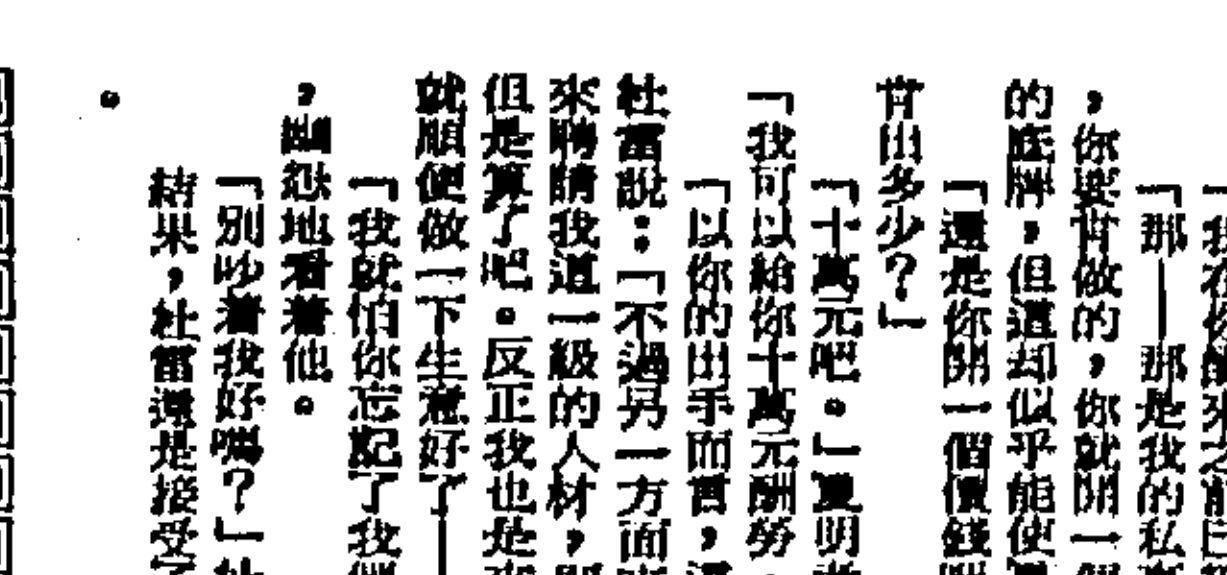 「那——那是我的私
，你要肯做的，你就開一個
的底牌，但這却似乎能使
「還是你開一個價錢
肯出多少？」
「十萬元吧。」夏明
「我可以給你十萬元酬勞，
「以你的出手而言，
杜雷說：「不過另一方面
來聘請我這一級的人材，
但是算了吧。反正我也是來
就順便做一下生意好了——
「我就怕你忘記了我
，幽怨地看着他。
「別吵着我好嗎？」
結果，杜雷還是接受了
。